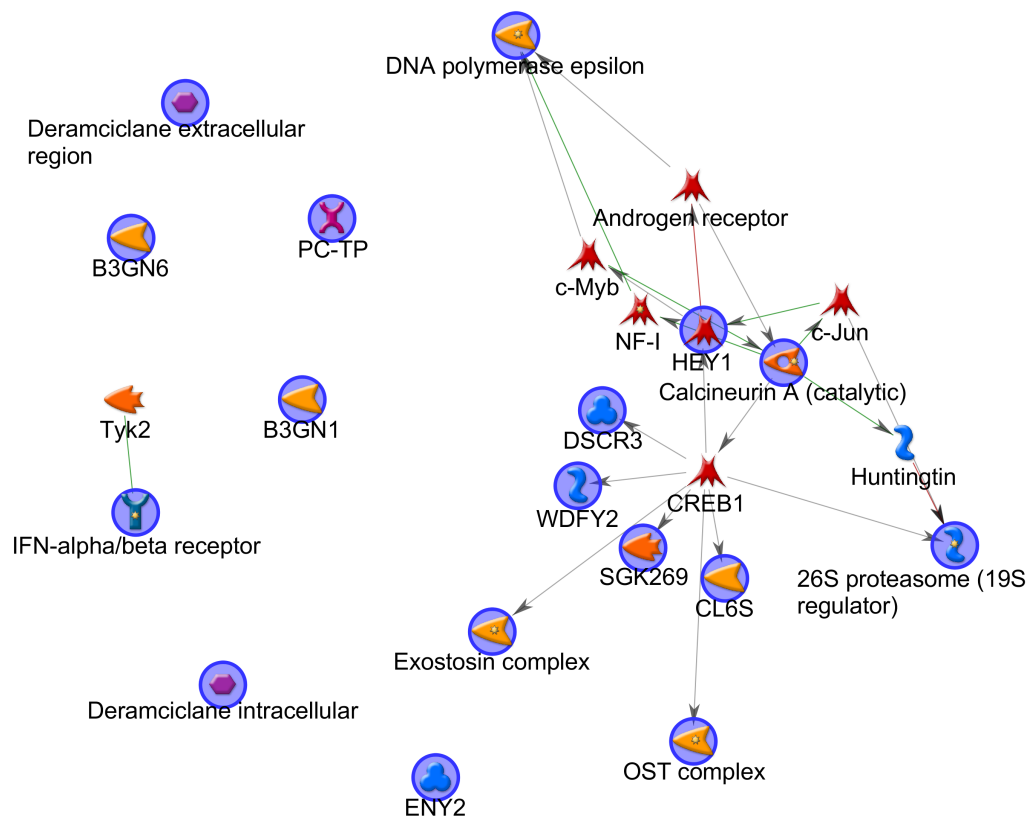 DNA polymerase epsilon
Deramciclane extracellular
region
Androgen receptor
PC-TP
B3GN6
c-Myb
c-Jun
NF-I
HEY1
Calcineurin A (catalytic)
Tyk2
B3GN1
DSCR3
Huntingtin
CREB1
WDFY2
IFN-alpha/beta receptor
SGK269
26S proteasome (19S
regulator)
CL6S
Exostosin complex
Deramciclane intracellular
OST complex
ENY2